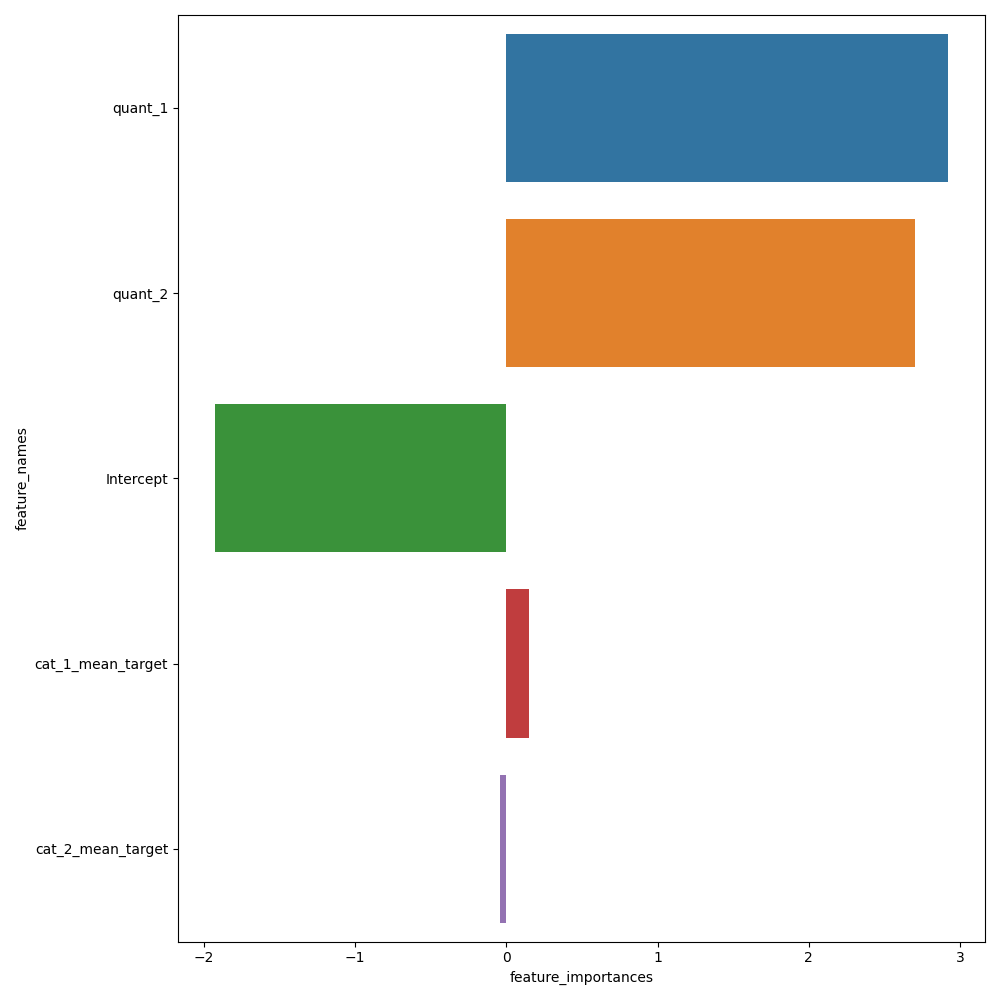 feature_names
quant_1
quant_2
Intercept
cat_1_mean_target
cat_2_mean_target
−2 −1 0 1 2 3
feature_importances